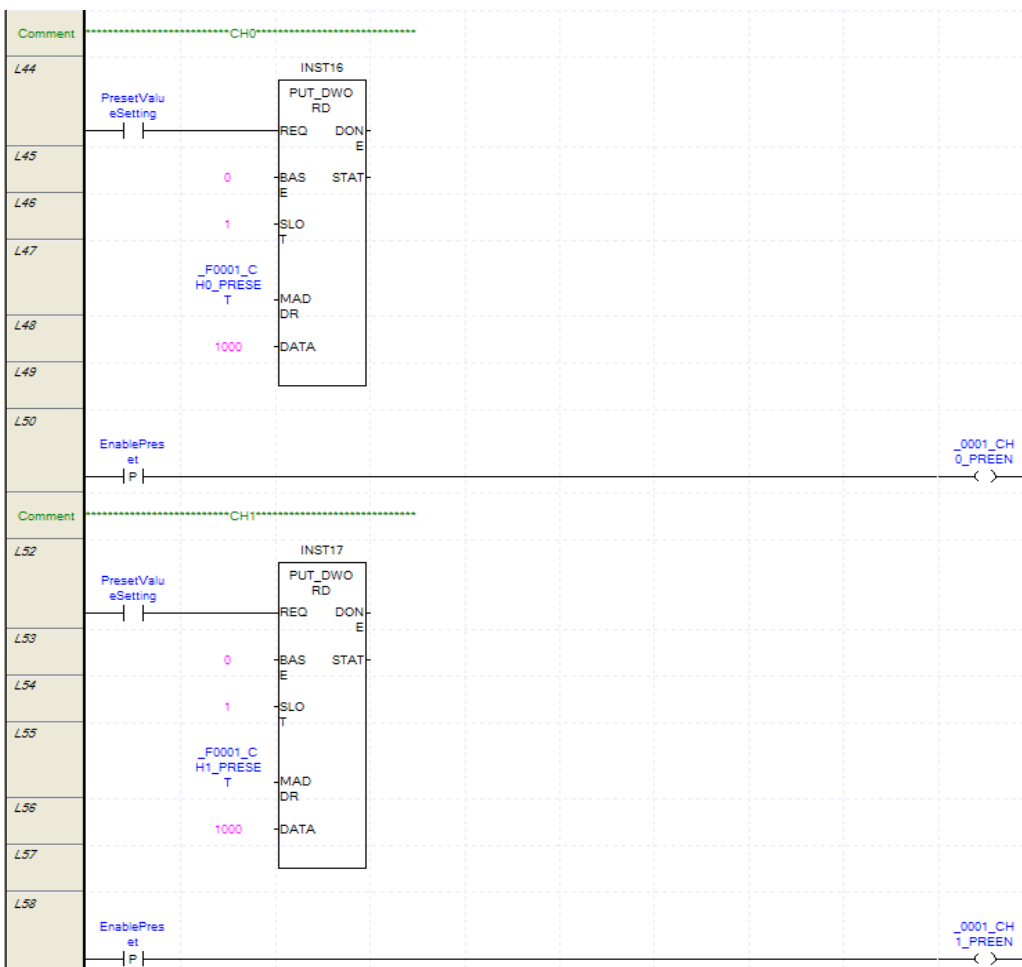 Comment ****************************CH0*******************************
L44
INST16
PUT_DWO
RD
PresetValu
eSetting
REQ DON
E
L45
0 BAS STAT
E
L46
1 SLO
T
L47
_F0001_C
H0_PRESE
T MAD
DR
L48
1000 DATA
L49
L50
EnablePres
et
P
_0001_CH
0_PREEN
Comment ****************************CH1*******************************
L52
INST17
PUT_DWO
RD
PresetValu
eSetting
REQ DON
E
L53
0 BAS STAT
E
L54
1 SLO
T
L55
_F0001_C
H1_PRESE
T MAD
DR
L56
1000 DATA
L57
L58
EnablePres
et
P
_0001_CH
1_PREEN